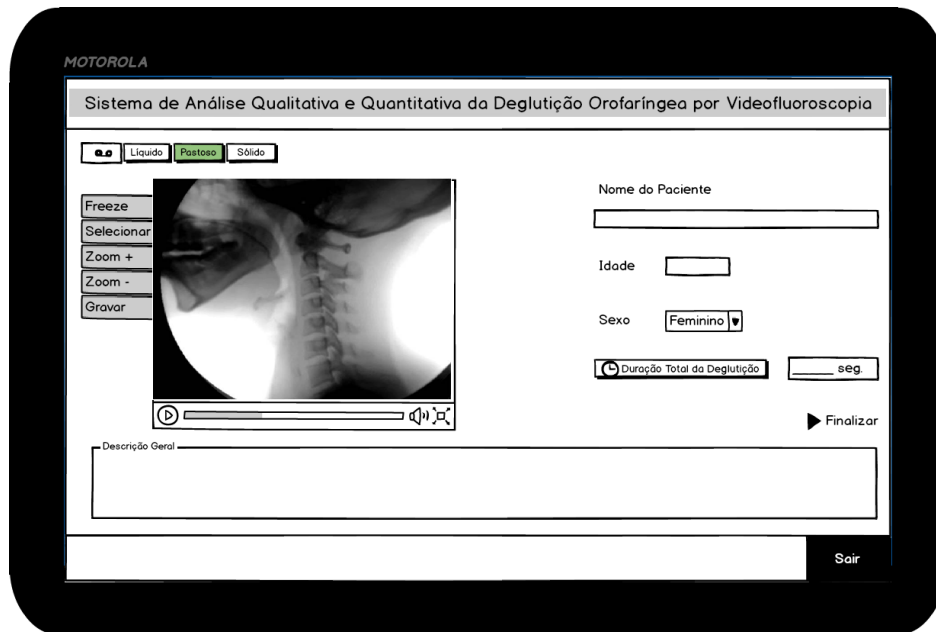 MOTOROLA
Sistema de Análise Qualitativa e Quantitativa da Deglutição Orofaríngea por Videofluoroscopia
Líquido Pastoso Sólido
Freeze
Selecionar
Zoom +
Zoom -
Gravar
Nome do Paciente
Idade
Sexo Feminino
Duração Total da Deglutição _____ seg.
Finalizar
Descrição Geral
Sair